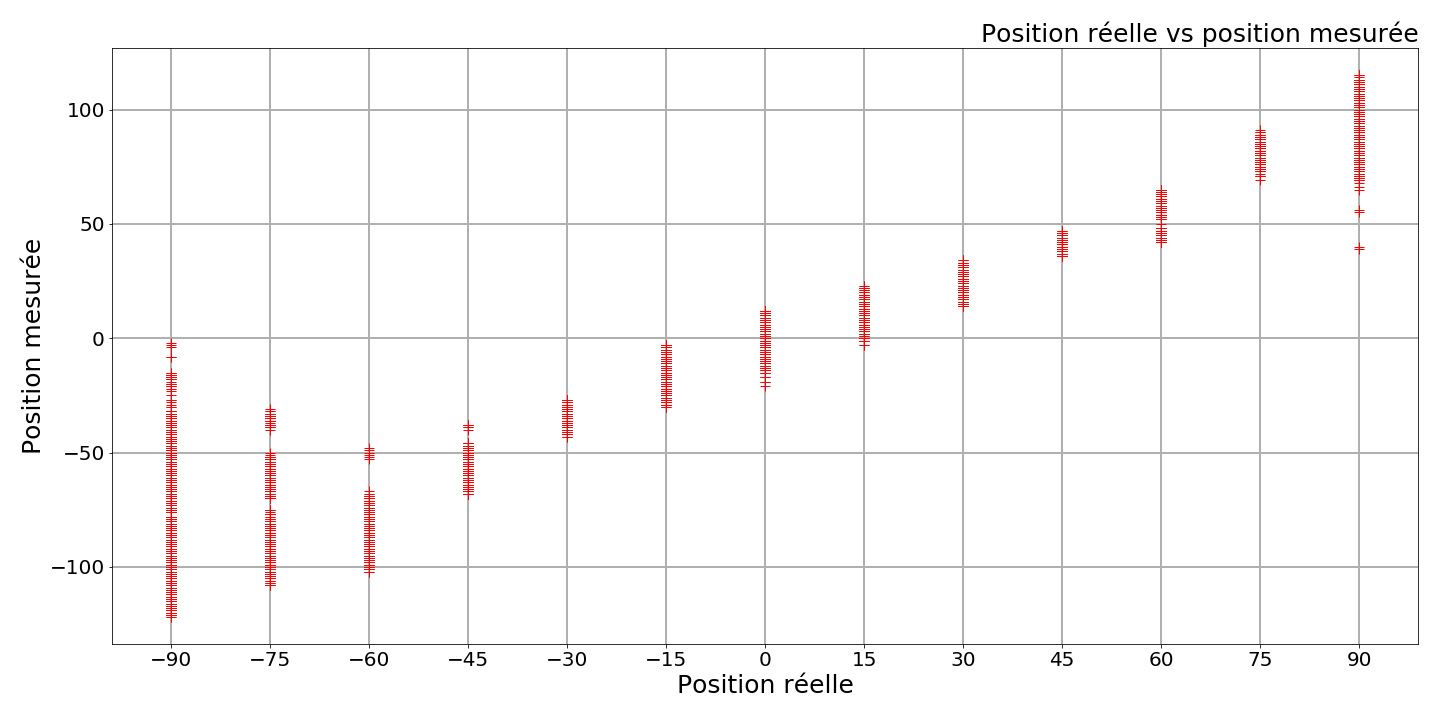 Position réelle vs position mesurée
Position mesurée
100
50
0
−50
−100
−90 −75 −60 −45 −30 −15 0 15 30 45 60 75 90
Position réelle